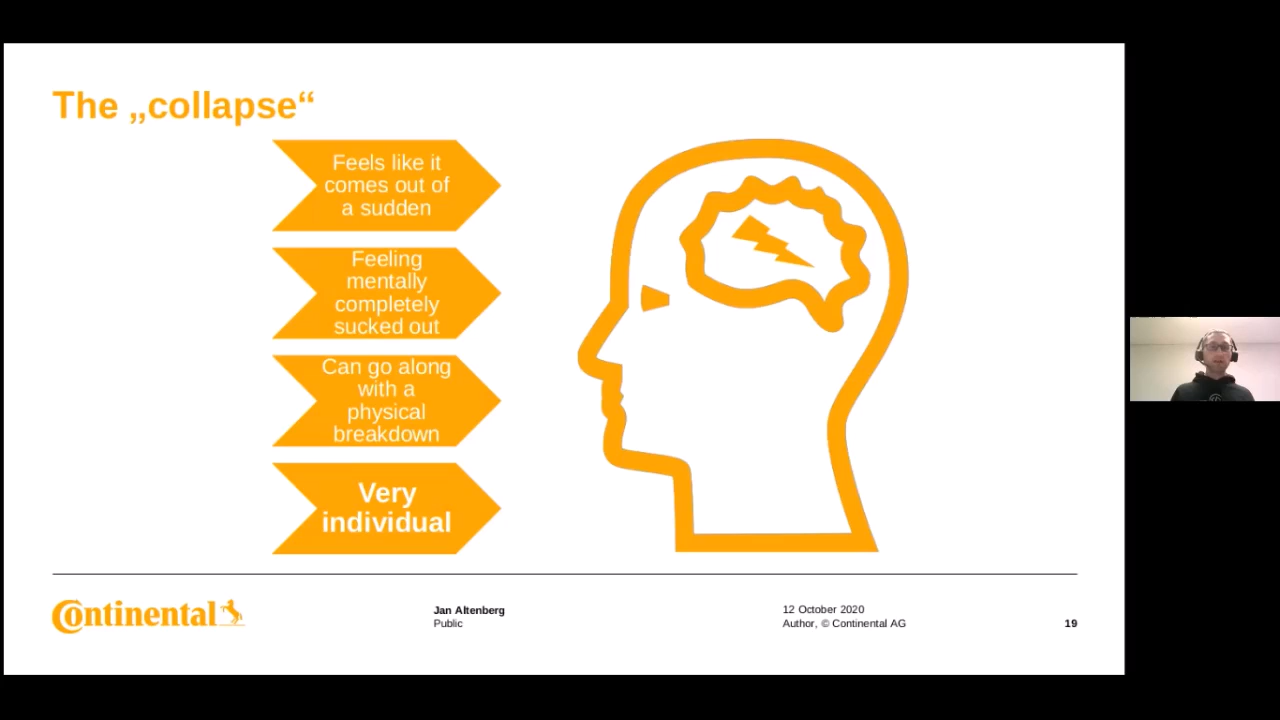 The „collapse“
Feels like it
comes out of
a sudden
Feeling
mentally
completely
sucked out
Can go along
with a
physical
breakdown
Very
individual
Continental
Jan Altenberg
Public
12 October 2020
Author, © Continental AG
19